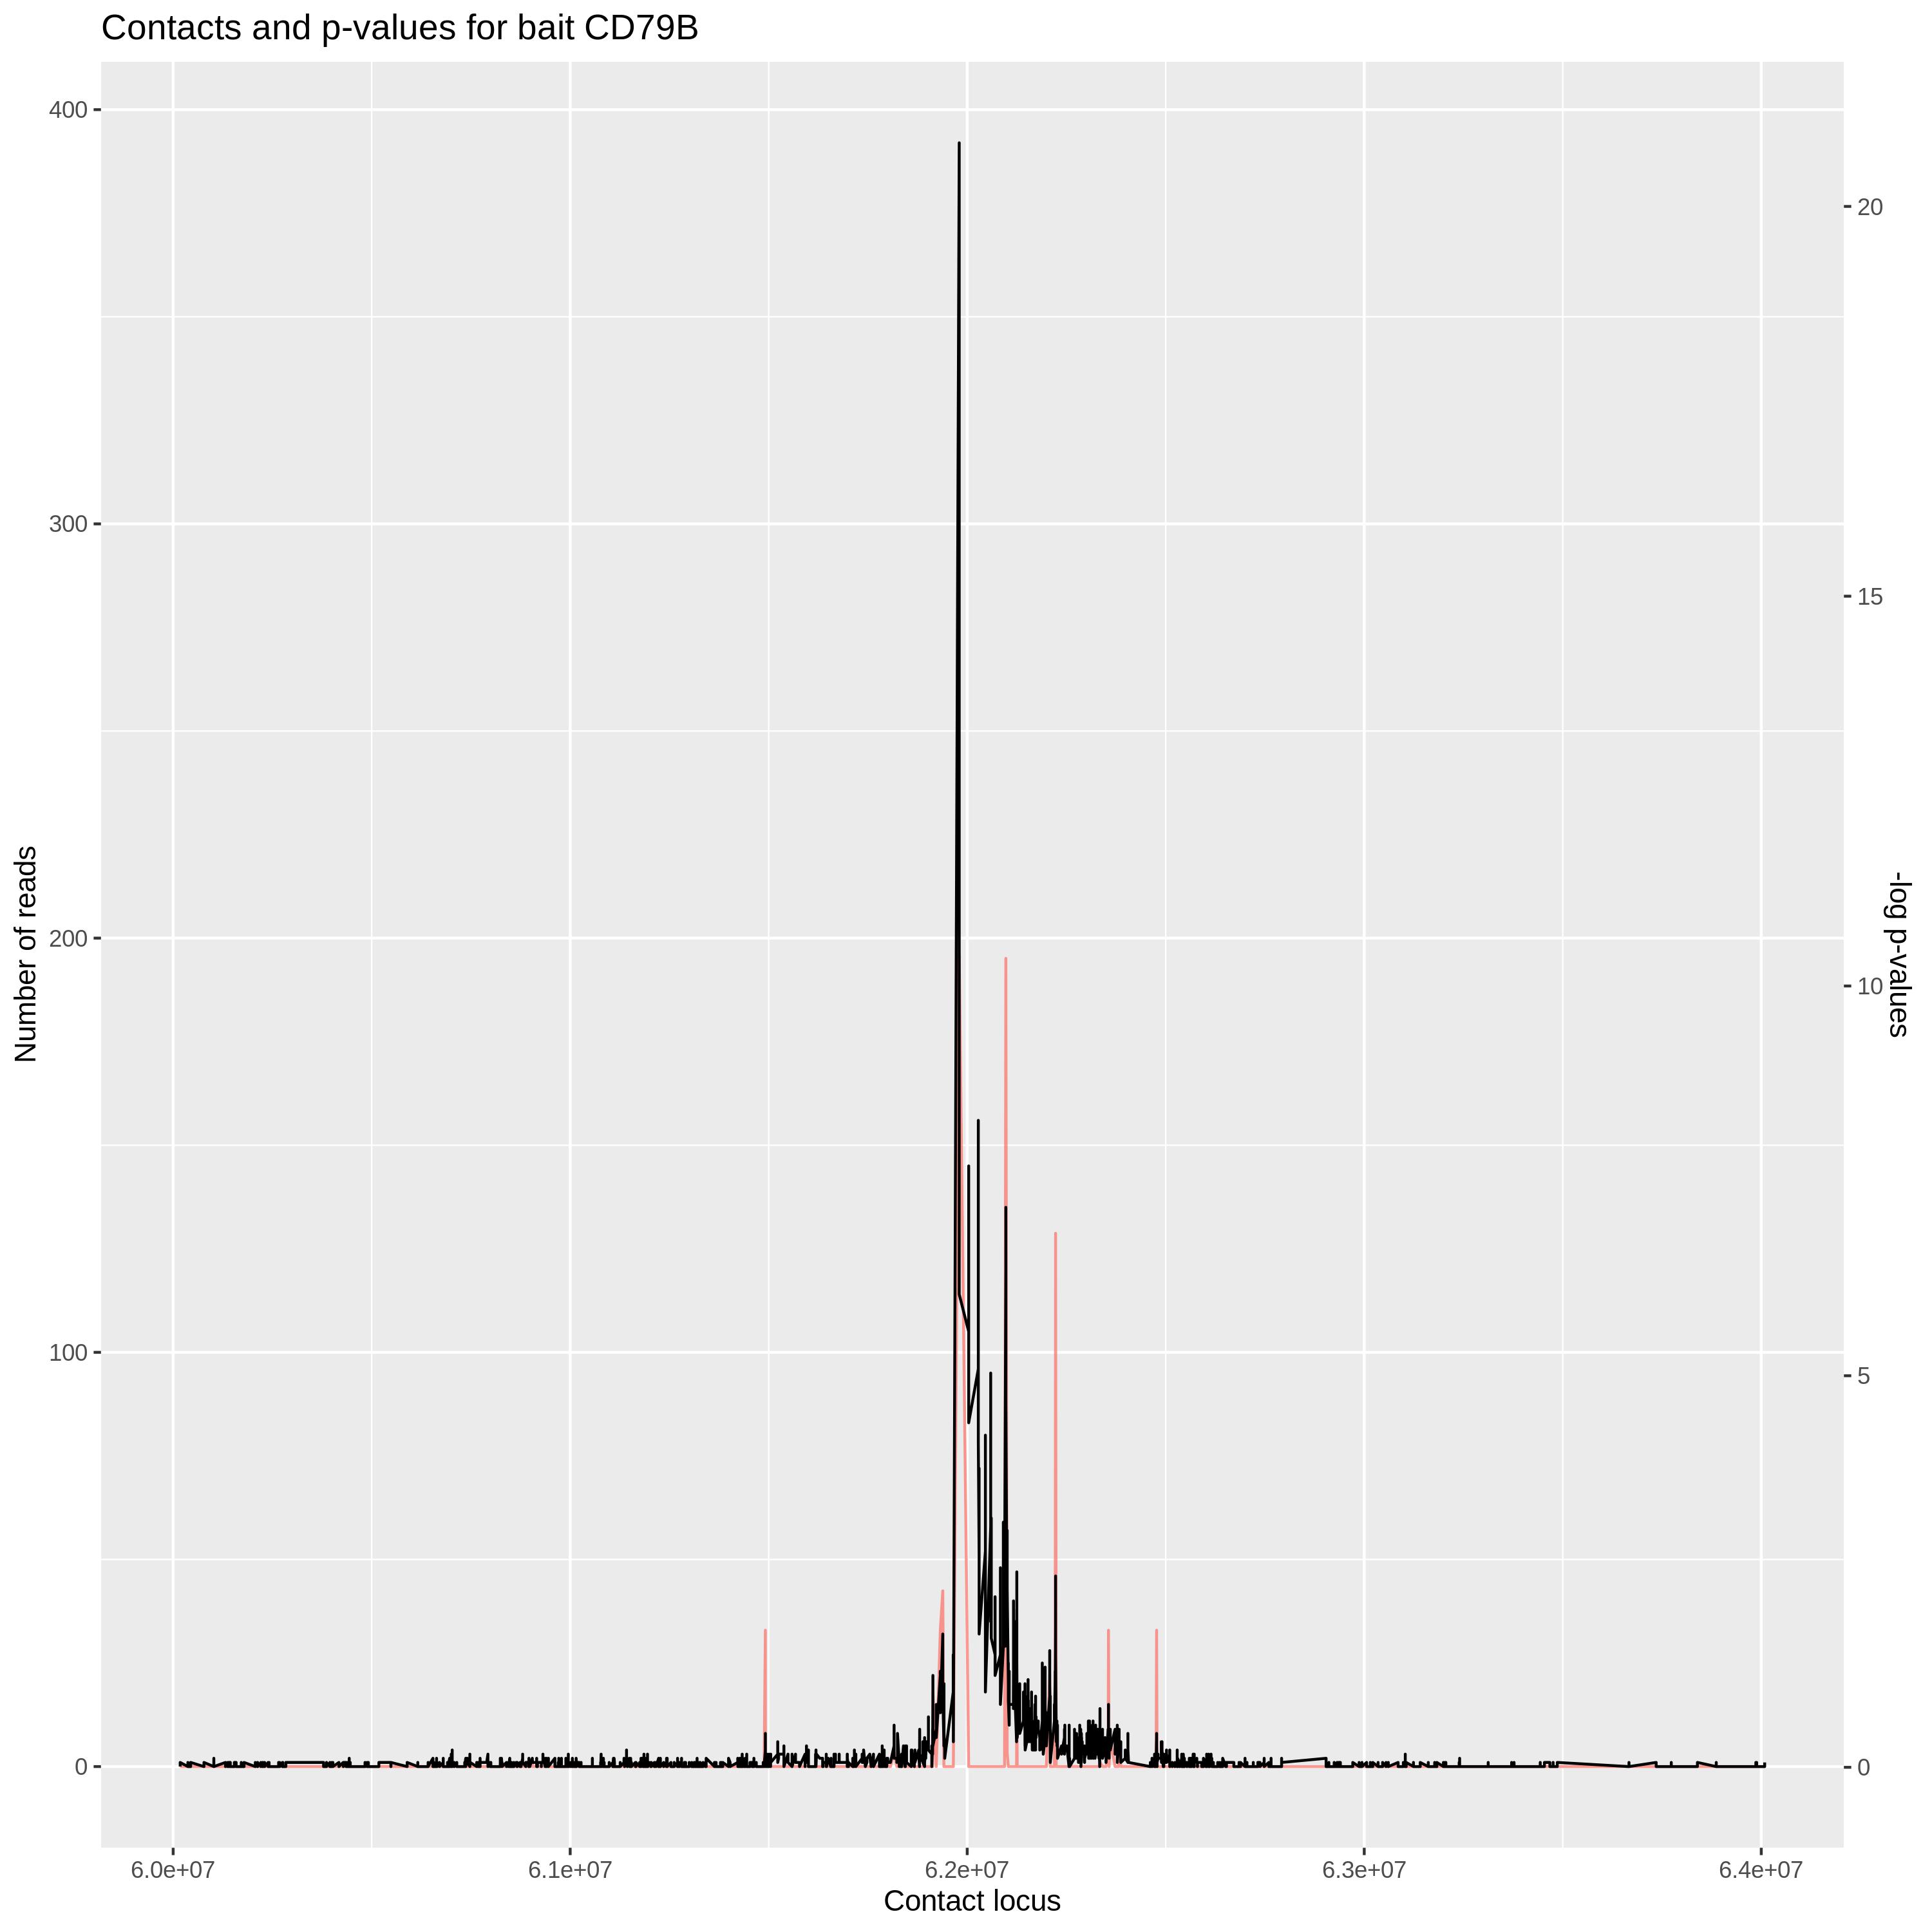 Contacts and p-values for bait CD79B
400
300
200
100
0
Number of reads
20
15
10
5
0
-log p-values
6.0e+07
6.1e+07
6.2e+07
6.3e+07
6.4e+07
Contact locus